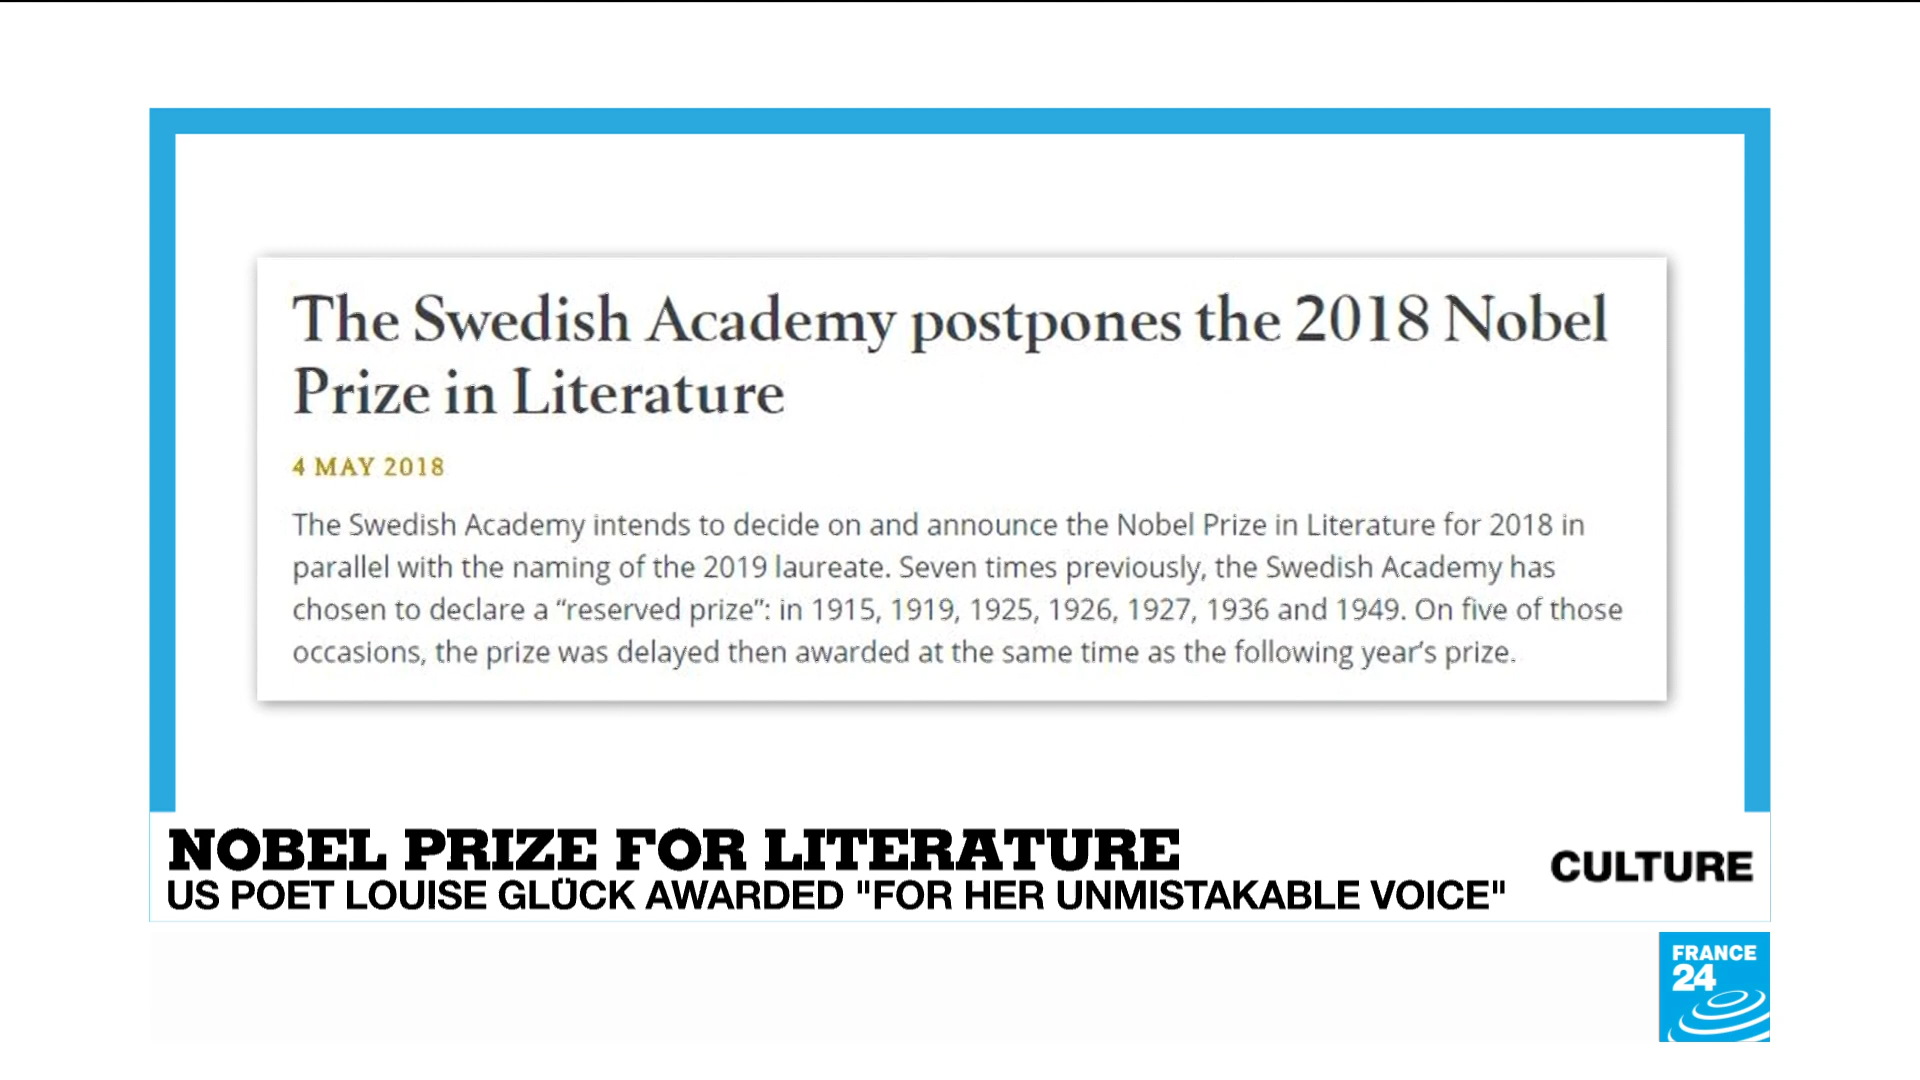 The Swedish Academy postpones the 2018 Nobel
Prize in Literature
4 MAY 2018
The Swedish Academy intends to decide on and announce the Nobel Prize in Literature for 2018 in
parallel with the naming of the 2019 laureate. Seven times previously, the Swedish Academy has
chosen to declare a “reserved prize”: in 1915, 1919, 1925, 1926, 1927, 1936 and 1949. On five of those
occasions, the prize was delayed then awarded at the same time as the following year’s prize.
NOBEL PRIZE FOR LITERATURE
US POET LOUISE GLÜCK AWARDED "FOR HER UNMISTAKABLE VOICE"
CULTURE
FRANCE
24